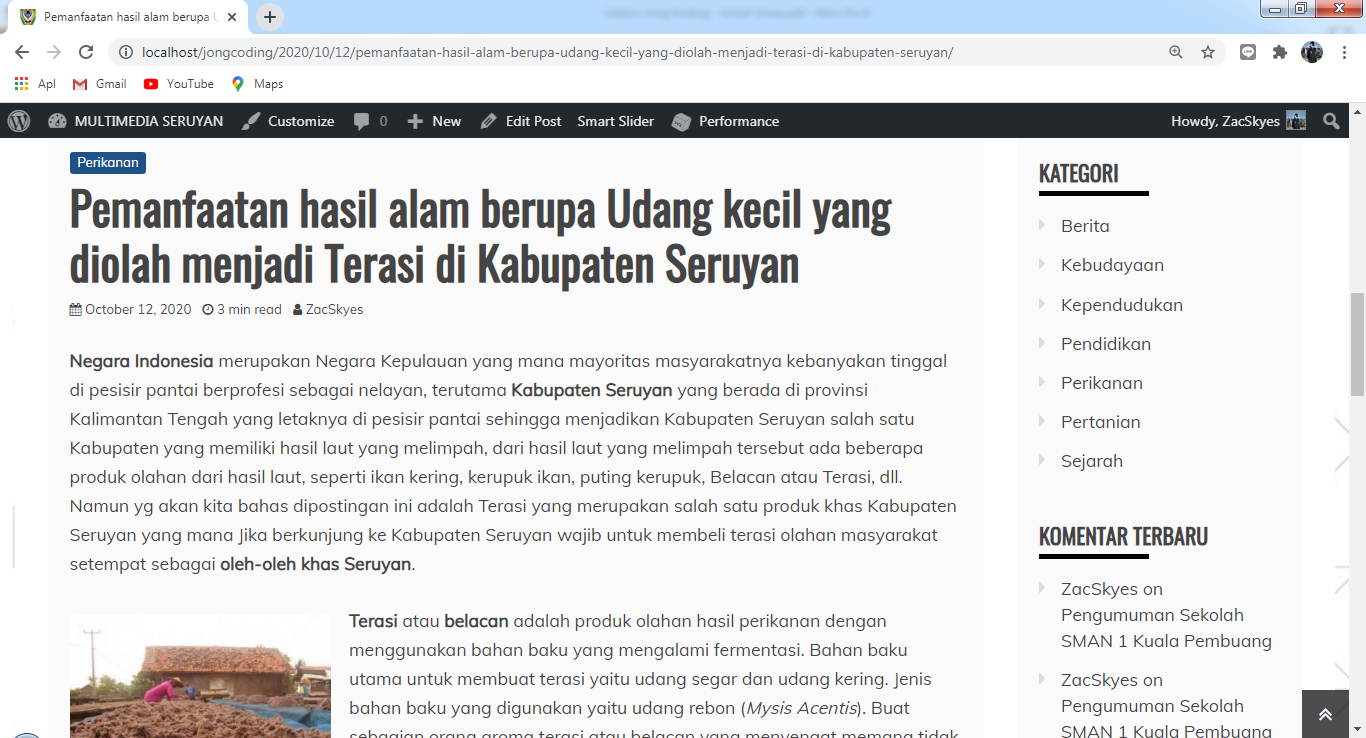 Pemanfaatan hasil alam berupa
localhost/jongcoding/2020/10/12/pemanfaatan-hasil-alam-berupa-udang-kecil-yang-diolah-menjadi-terasi-di-kabupaten-seruyan/
Apl Gmail YouTube Maps
MULTIMEDIA SERUYAN Customize 0 New Edit Post Smart Slider Performance Howdy, ZacSkyes
Perikanan
Pemanfaatan hasil alam berupa Udang kecil yang
diolah menjadi Terasi di Kabupaten Seruyan
October 12, 2020 3 min read ZacSkyes
Negara Indonesia merupakan Negara Kepulauan yang mana mayoritas masyarakatnya kebanyakan tinggal
di pesisir pantai berprofesi sebagai nelayan, terutama Kabupaten Seruyan yang berada di provinsi
Kalimantan Tengah yang letaknya di pesisir pantai sehingga menjadikan Kabupaten Seruyan salah satu
Kabupaten yang memiliki hasil laut yang melimpah, dari hasil laut yang melimpah tersebut ada beberapa
produk olahan dari hasil laut, seperti ikan kering, kerupuk ikan, puting kerupuk, Belacan atau Terasi, dll.
Namun yg akan kita bahas dipostingan ini adalah Terasi yang merupakan salah satu produk khas Kabupaten
Seruyan yang mana Jika berkunjung ke Kabupaten Seruyan wajib untuk membeli terasi olahan masyarakat
setempat sebagai oleh-oleh khas Seruyan.
Terasi atau belacan adalah produk olahan hasil perikanan dengan
menggunakan bahan baku yang mengalami fermentasi. Bahan baku
utama untuk membuat terasi yaitu udang segar dan udang kering. Jenis
bahan baku yang digunakan yaitu udang rebon (Mysis Acentis). Buat
sebagian orang aroma terasi atau belacan yang menyengat memang tidak
KATEGORI
Berita
Kebudayaan
Kependudukan
Pendidikan
Perikanan
Pertanian
Sejarah
KOMENTAR TERBARU
ZacSkyes on
Pengumuman Sekolah
SMAN 1 Kuala Pembuang
ZacSkyes on
Pengumuman Sekolah
SMAN 1 Kuala Pembuang